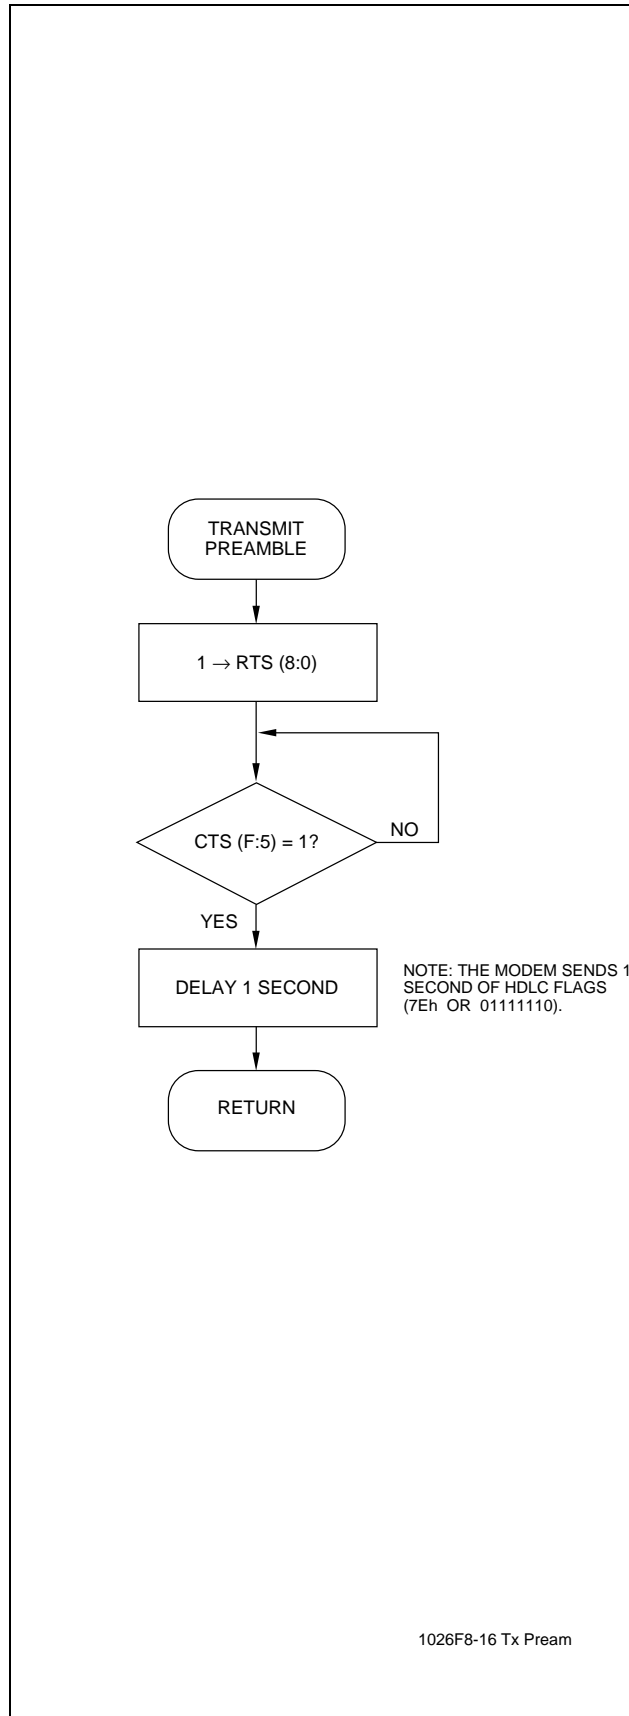 TRANSMIT
PREAMBLE
1 → RTS (8:0)
CTS (F:5) = 1?
NO
YES
DELAY 1 SECOND
NOTE: THE MODEM SENDS 1
SECOND OF HDLC FLAGS
(7Eh OR 01111110).
RETURN
1026F8-16 Tx Pream